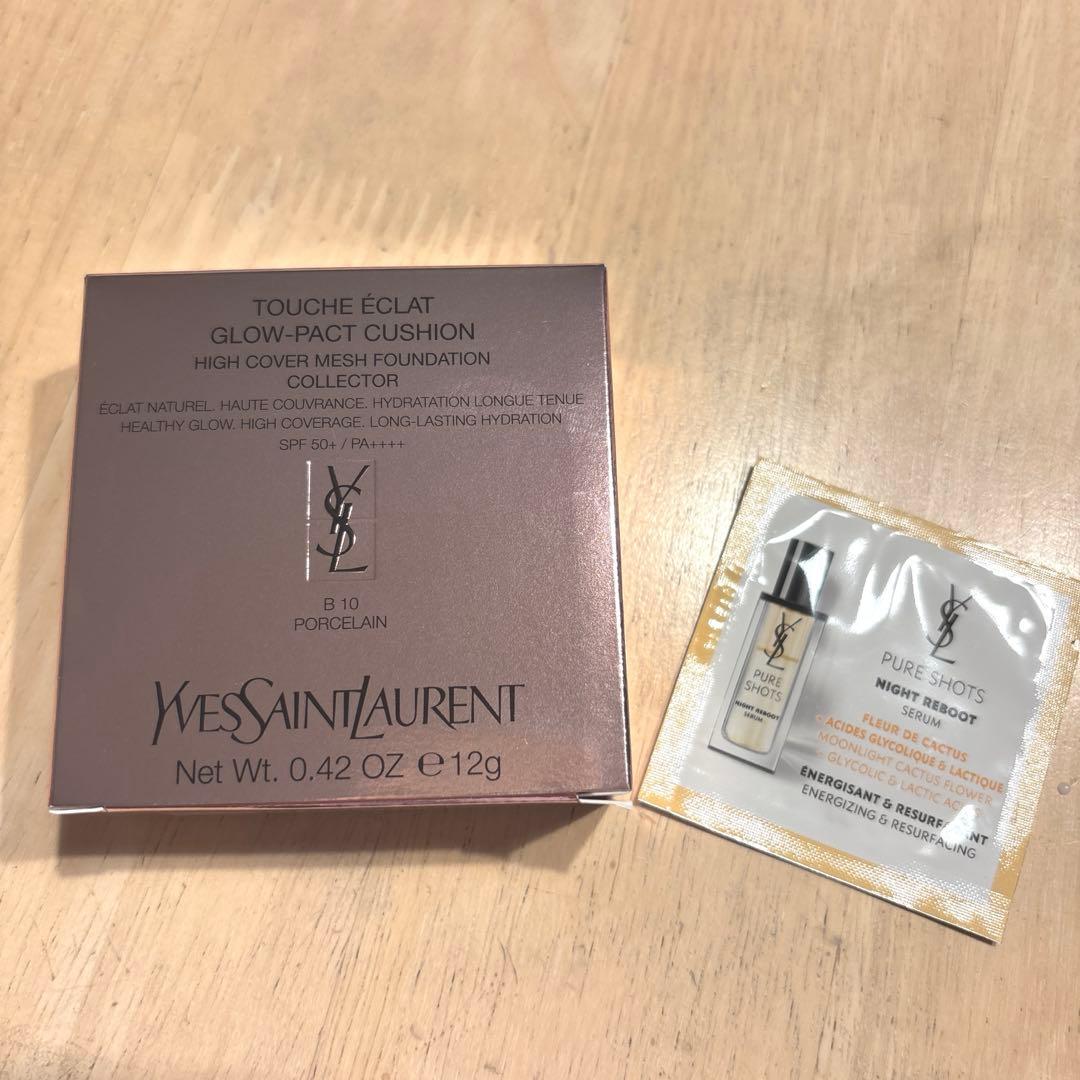 TOUCHE ÉCLAT
GLOW-PACT CUSHION
HIGH COVER MESH FOUNDATION
COLLECTOR
ÉCLAT NATUREL. HAUTE COUVRANCE. HYDRATATION LONGUE TENUE
HEALTHY GLOW. HIGH COVERAGE. LONG-LASTING HYDRATION
SPF 50+ / PA++++
YSL
B 10
PORCELAIN
YVESSAINTLAURENT
Net Wt. 0.42 OZ ℮ 12g
YSL
PURE SHOTS
NIGHT REBOOT
SERUM
FLEUR DE CACTUS
+ ACIDES GLYCOLIQUE & LACTIQUE
MOONLIGHT CACTUS FLOWER
+ GLYCOLIC & LACTIC
ÉNERGISANT &
ENERGIZING & RESURFACING
YSL
PURE
SHOTS
NIGHT REBOOT
SERUM